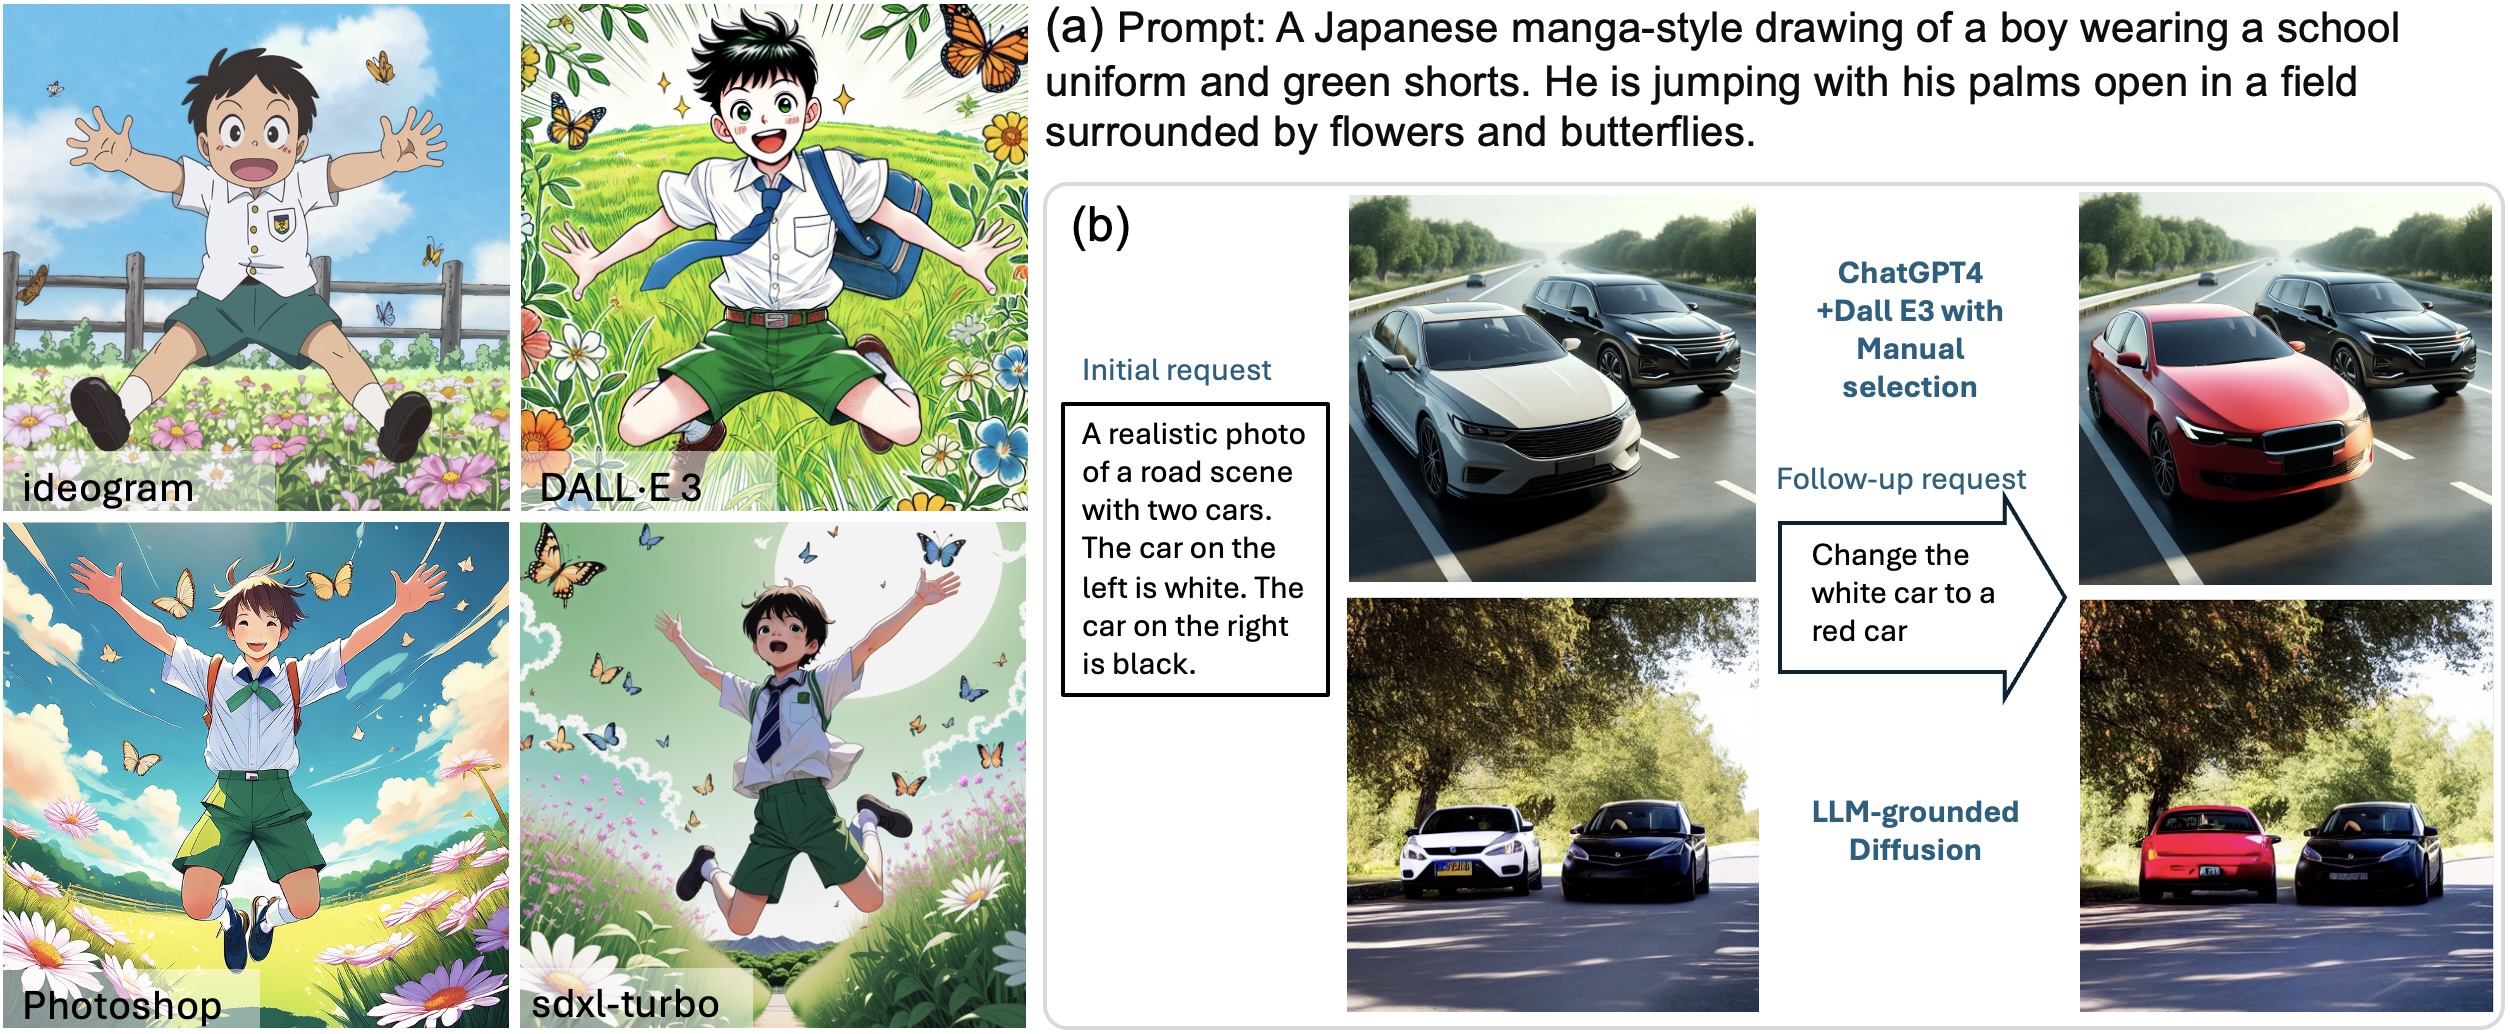 (a) Prompt: A Japanese manga-style drawing of a boy wearing a school
uniform and green shorts. He is jumping with his palms open in a field
surrounded by flowers and butterflies.
ideogram
DALL·E 3
Photoshop
sdxl-turbo
(b)
Initial request
A realistic photo
of a road scene
with two cars.
The car on the
left is white. The
car on the right
is black.
ChatGPT4
+Dall E3 with
Manual
selection
Follow-up request
Change the
white car to a
red car
LLM-grounded
Diffusion